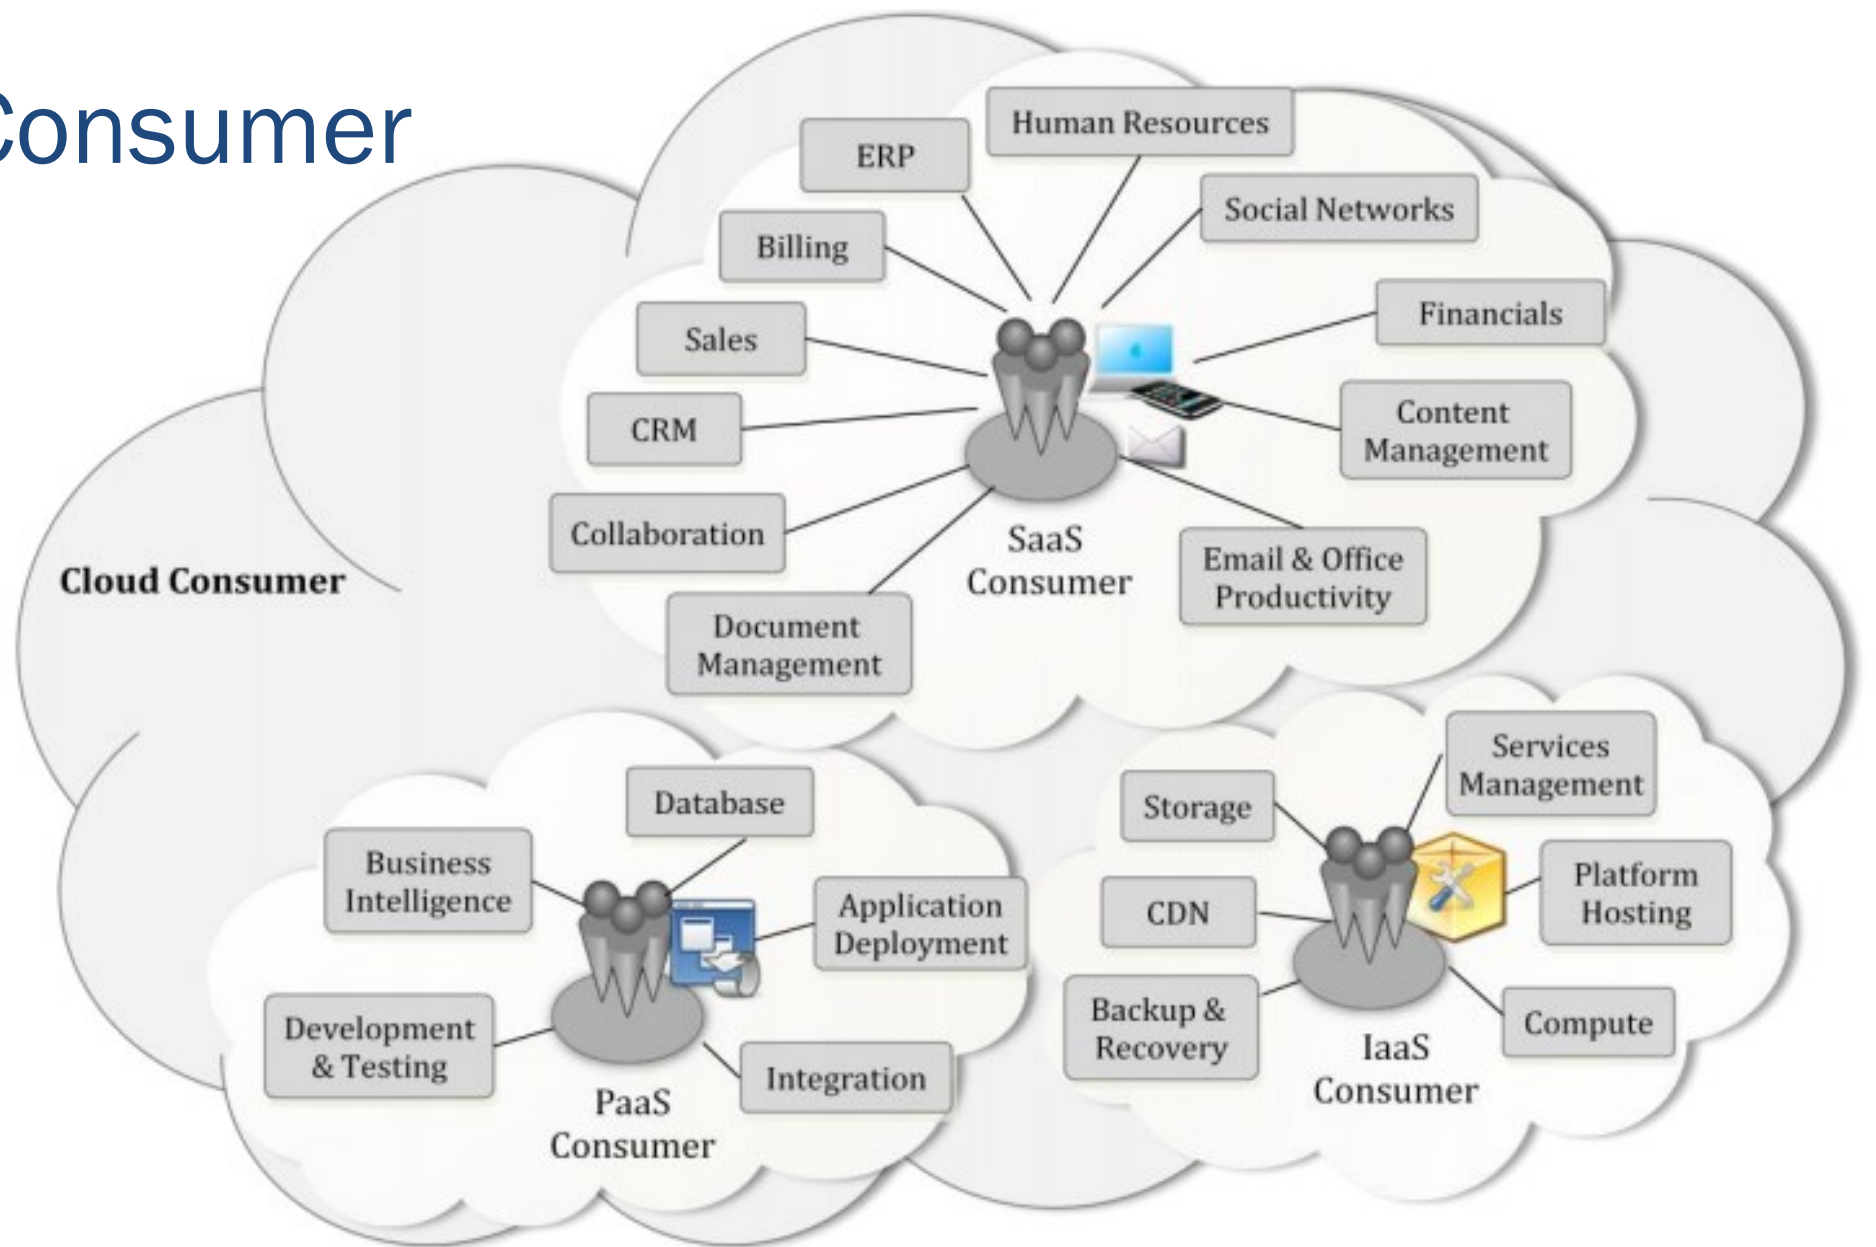 Consumer
Human Resources
ERP
Social Networks
Billing
Financials
Sales
Content
Management
CRM
Collaboration
SaaS
Consumer
Email & Office
Productivity
Document
Management
Cloud Consumer
Database
Business
Intelligence
Application
Deployment
Development
& Testing
Integration
PaaS
Consumer
Services
Management
Storage
Platform
Hosting
CDN
Backup &
Recovery
Compute
IaaS
Consumer